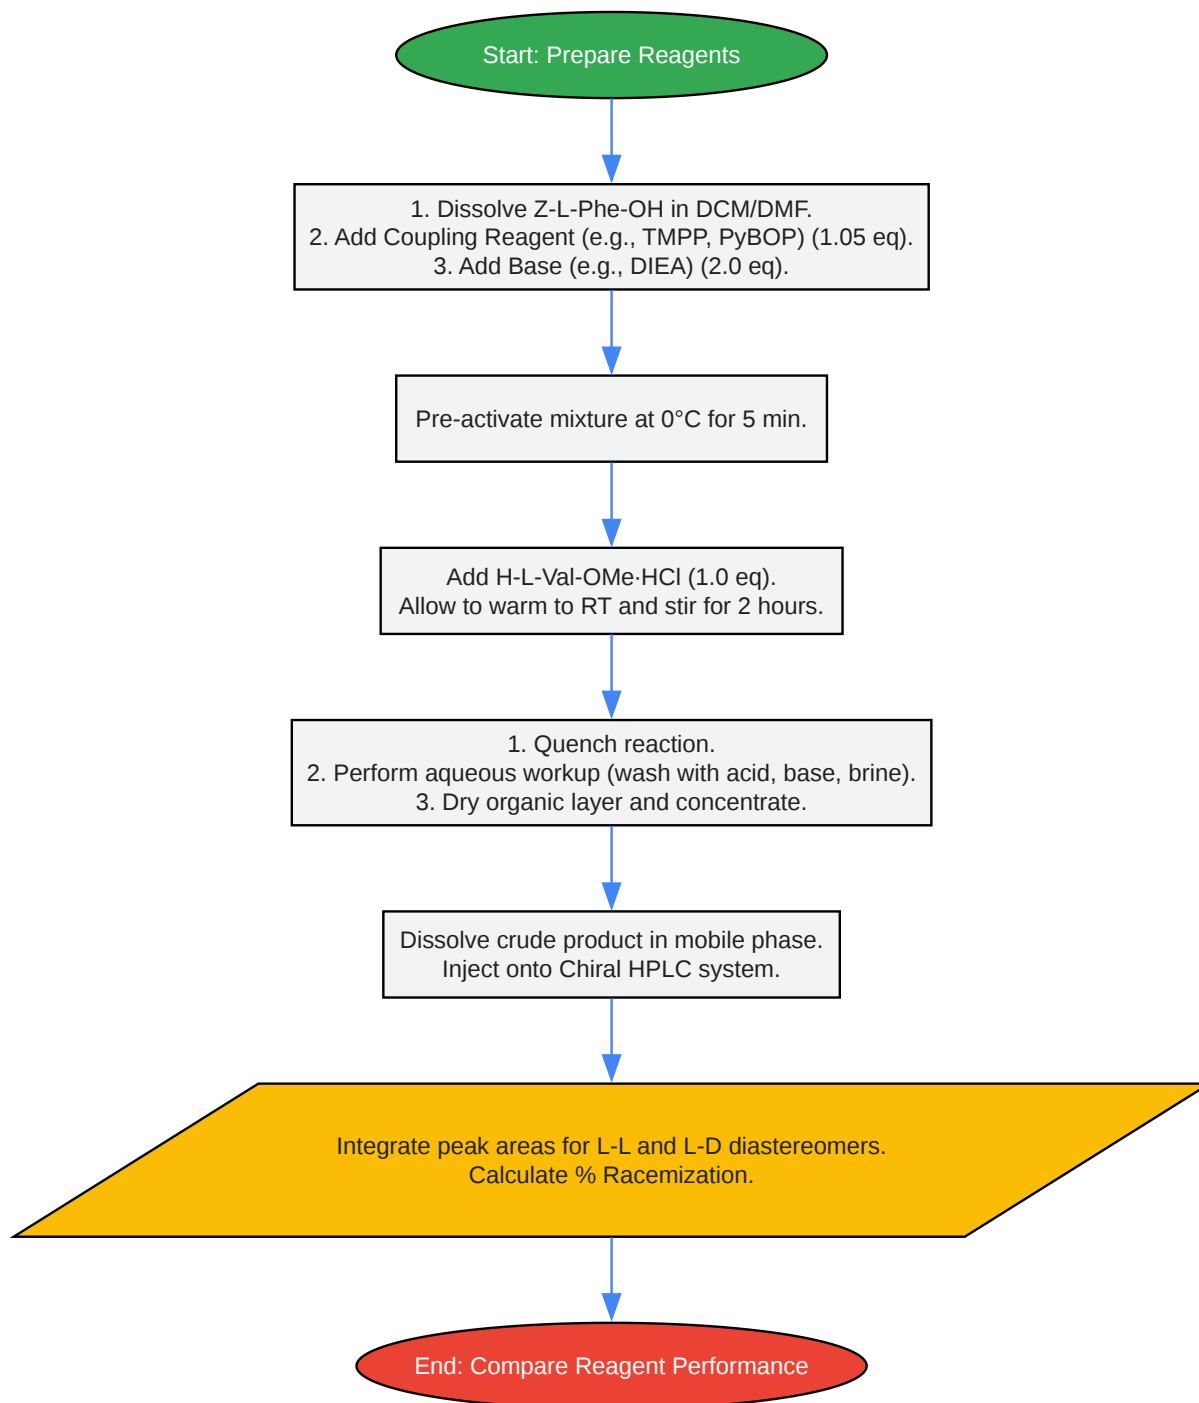 Start: Prepare Reagents
1. Dissolve Z-L-Phe-OH in DCM/DMF.
2. Add Coupling Reagent (e.g., TMPP, PyBOP) (1.05 eq).
3. Add Base (e.g., DIEA) (2.0 eq).
Pre-activate mixture at 0°C for 5 min.
Add H-L-Val-OMe·HCl (1.0 eq).
Allow to warm to RT and stir for 2 hours.
1. Quench reaction.
2. Perform aqueous workup (wash with acid, base, brine).
3. Dry organic layer and concentrate.
Dissolve crude product in mobile phase.
Inject onto Chiral HPLC system.
Integrate peak areas for L-L and L-D diastereomers.
Calculate % Racemization.
End: Compare Reagent Performance